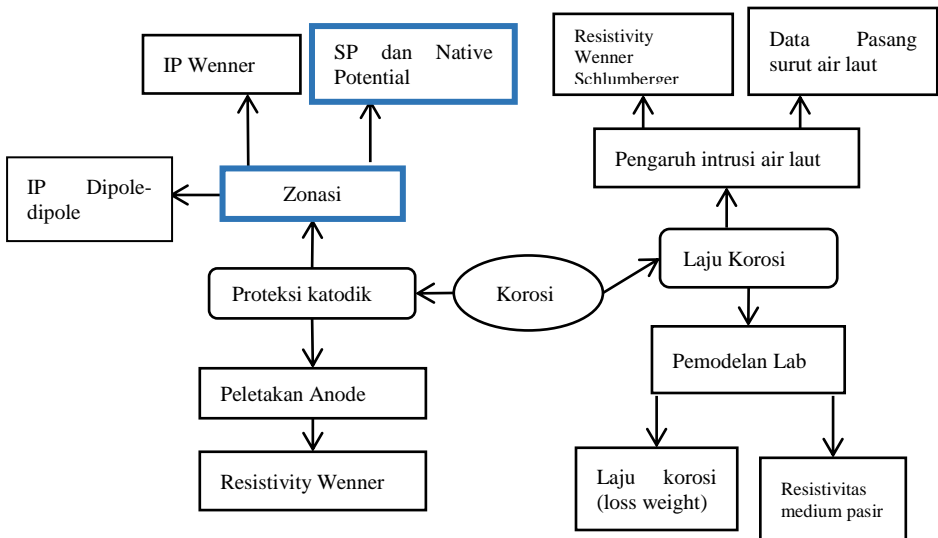 IP Wenner
SP dan Native
Potential
Resistivity
Wenner
Schlumberger
Data Pasang
surut air laut
Pengaruh intrusi air laut
IP Dipole-
dipole
Zonasi
Laju Korosi
Proteksi katodik
Korosi
Pemodelan Lab
Peletakan Anode
Resistivity Wenner
Laju korosi
(loss weight)
Resistivitas
medium pasir